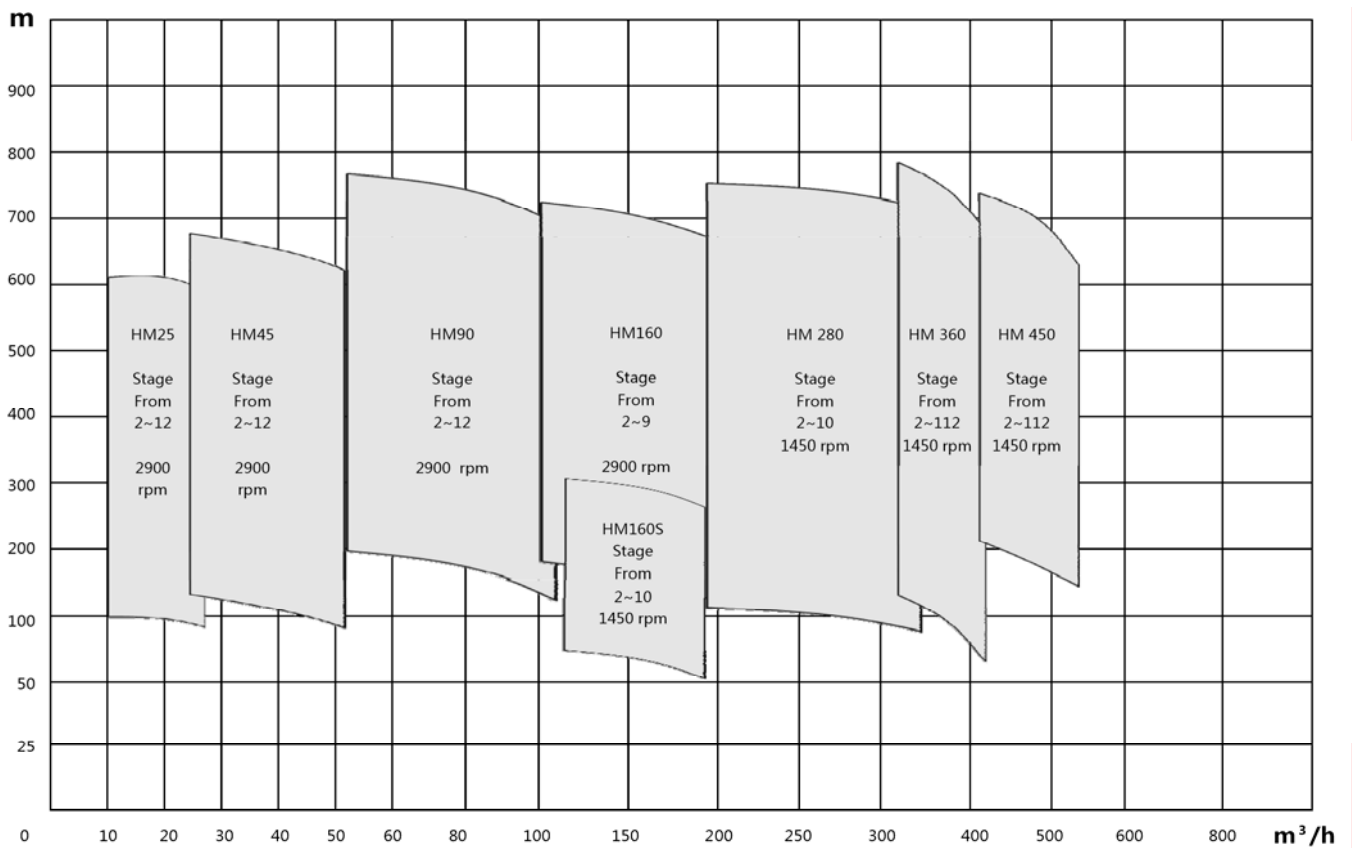 m
900
800
700
600
500
400
300
200
100
50
25
HM25
Stage
From
2~12
2900
rpm
HM45
Stage
From
2~12
2900
rpm
HM90
Stage
From
2~12
2900 rpm
HM160
Stage
From
2~9
2900 rpm
HM160S
Stage
From
2~10
1450 rpm
HM 280
Stage
From
2~10
1450 rpm
HM 360
Stage
From
2~112
1450 rpm
HM 450
Stage
From
2~112
1450 rpm
0 10 20 30 40 50 60 80 100 150 200 250 300 400 500 600 800 m³/h